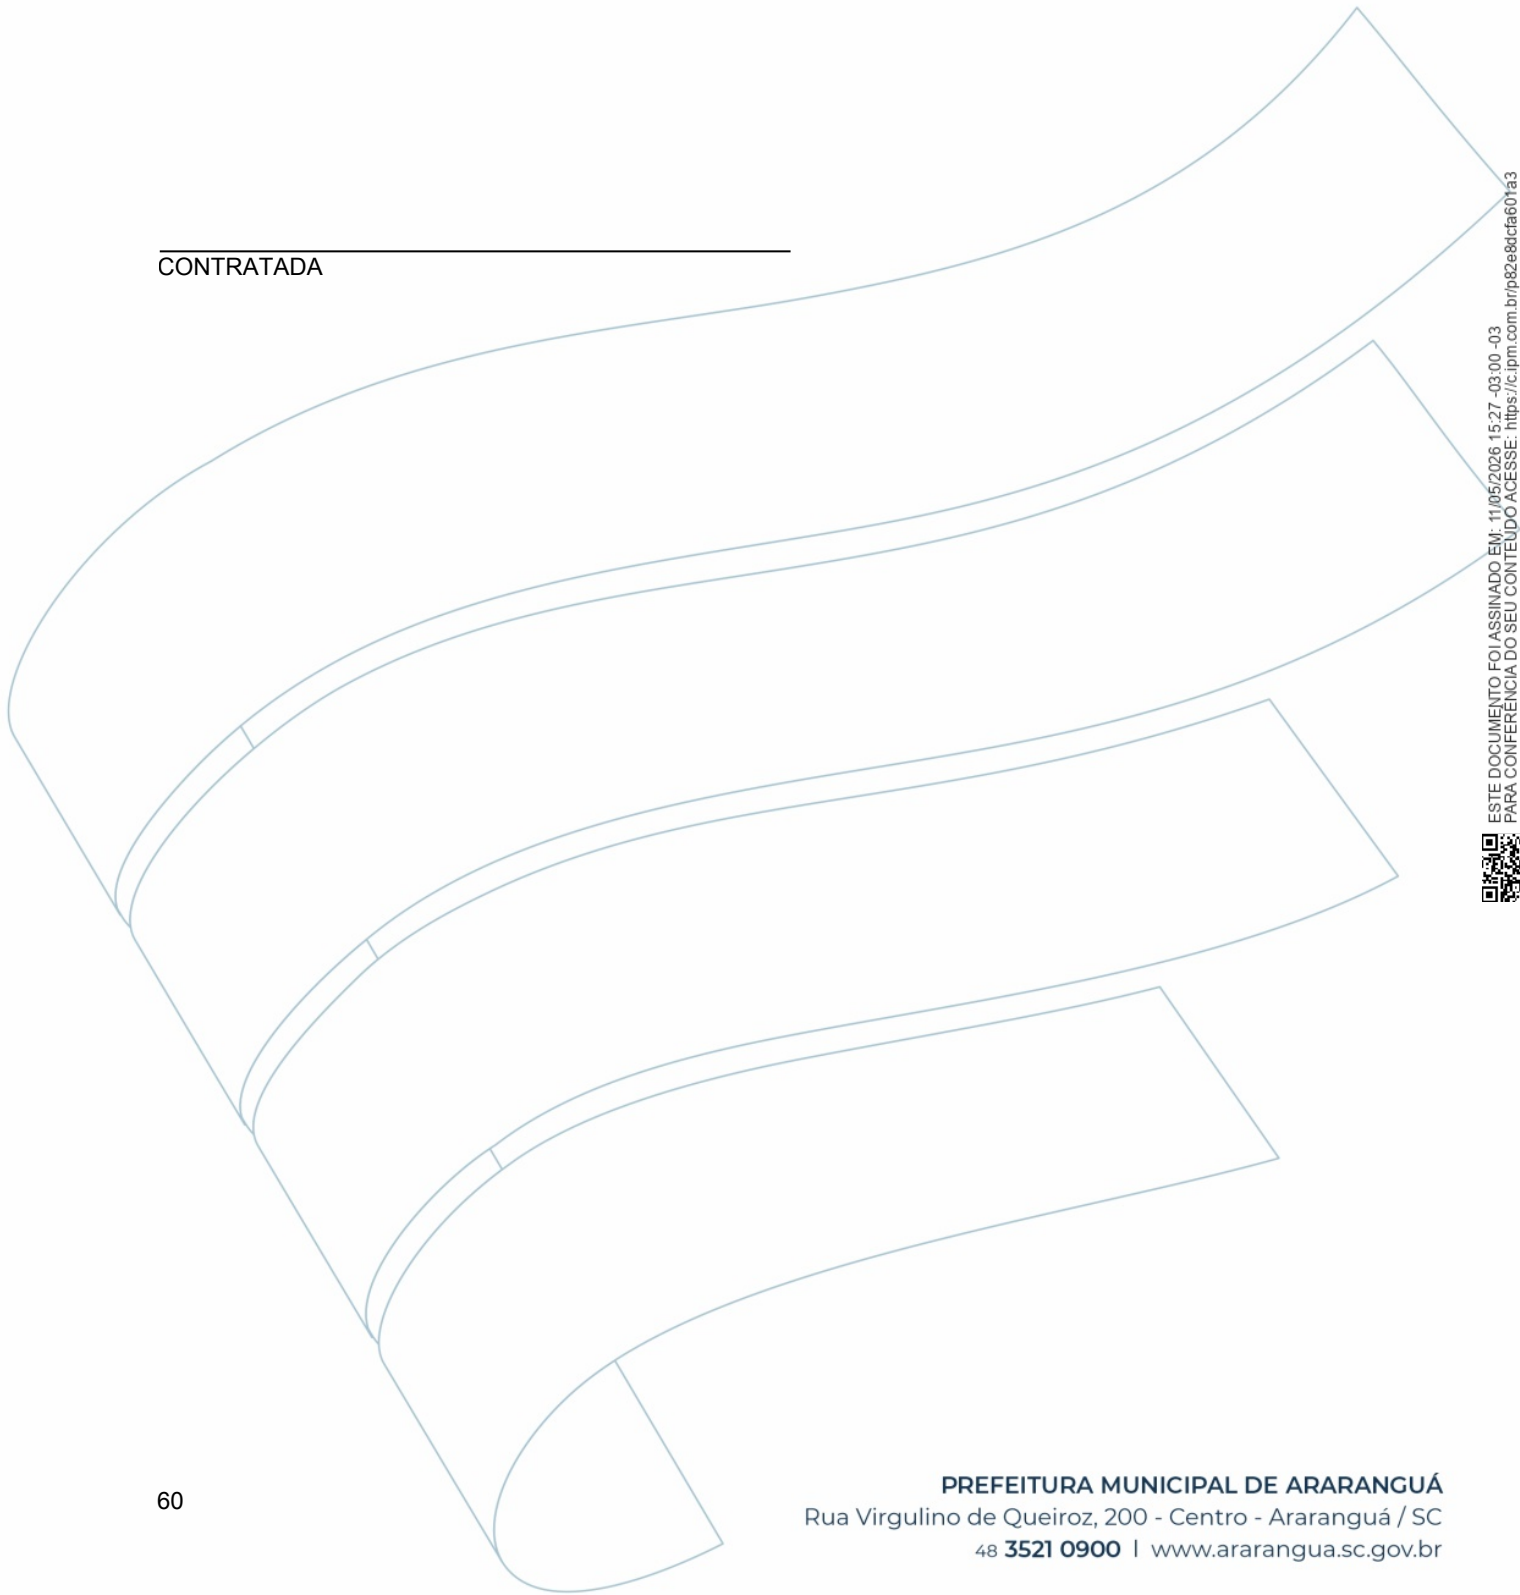 CONTRATADA
ESTE DOCUMENTO FOI ASSINADO EM: 11/05/2026 15:27 -03:00 -03
PARA CONFERÊNCIA DO SEU CONTEÚDO ACESSE: https://c.ipm.com.br/p82e8dcfa601a3
60
PREFEITURA MUNICIPAL DE ARARANGUÁ
Rua Virgulino de Queiroz, 200 - Centro - Araranguá / SC
48 3521 0900 | www.ararangua.sc.gov.br